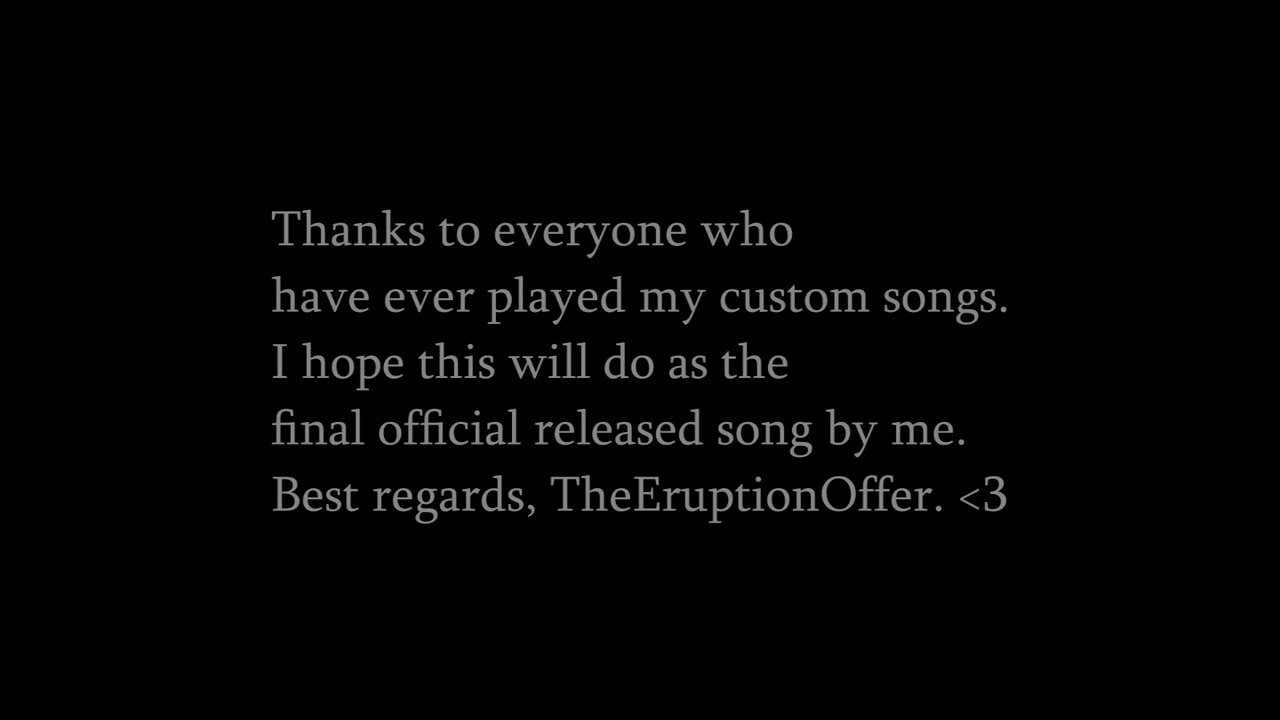 Thanks to everyone who
have ever played my custom songs.
I hope this will do as the
final official released song by me.
Best regards, TheEruptionOffer. <3